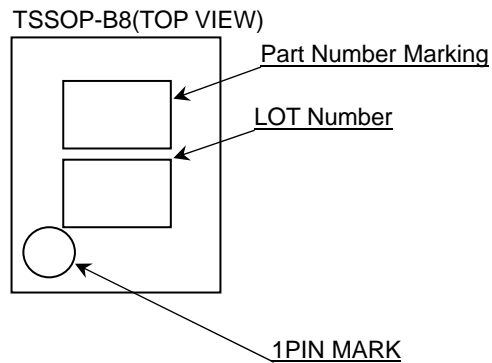 TSSOP-B8(TOP VIEW)
Part Number Marking
LOT Number
1PIN MARK